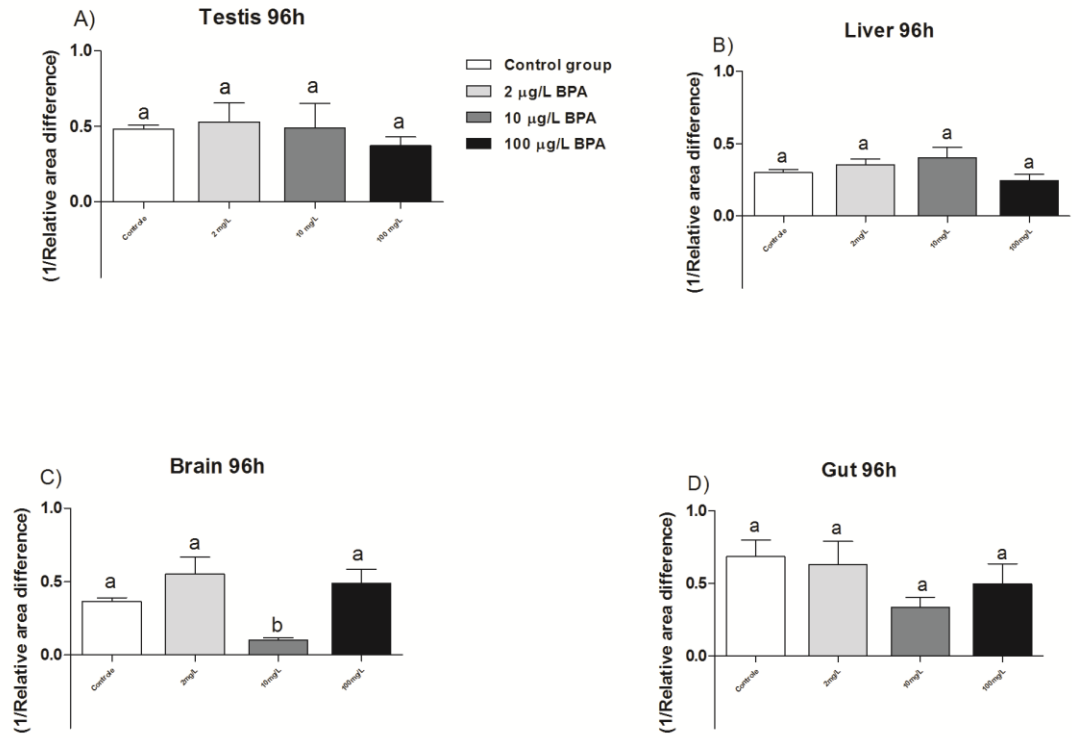 A)
Testis 96h
(1/Relative area difference)
1.0
0.5
0.0
a
a
a
a
Controle
2 mg/L
10 mg/L
100 mg/L
Control group
2 µg/L BPA
10 µg/L BPA
100 µg/L BPA
B)
Liver 96h
(1/Relative area difference)
1.0
0.5
0.0
a
a
a
a
Controle
2mg/L
10mg/L
100mg/L
C)
Brain 96h
(1/Relative area difference)
1.0
0.5
0.0
a
a
b
a
Controle
2mg/L
10mg/L
100mg/L
D)
Gut 96h
(1/Relative area difference)
1.0
0.5
0.0
a
a
a
a
Controle
2mg/L
10mg/L
100mg/L